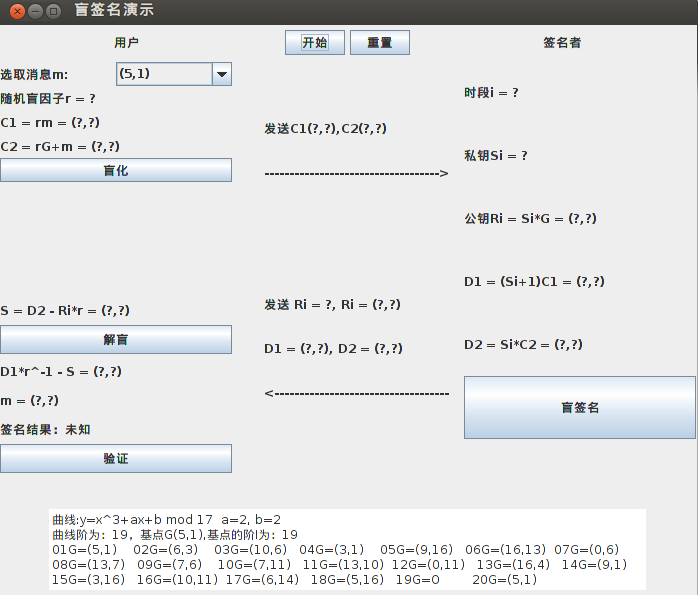 盲签名演示
用户
开始
重置
签名者
选取消息m:
(5,1)
随机盲因子r = ?
C1 = rm = (?,?)
C2 = rG+m = (?,?)
盲化
发送C1(?,?),C2(?,?)
------------------------------->
时段i = ?
私钥Si = ?
公钥Ri = Si*G = (?,?)
D1 = (Si+1)C1 = (?,?)
D2 = Si*C2 = (?,?)
盲签名
发送 Ri = ?, Ri = (?,?)
D1 = (?,?), D2 = (?,?)
<-------------------------------
S = D2 - Ri*r = (?,?)
解盲
D1*r^-1 - S = (?,?)
m = (?,?)
签名结果：未知
验证
曲线:y=x^3+ax+b mod 17  a=2, b=2
曲线阶为：19，基点G(5,1),基点的阶l为：19
01G=(5,1)    02G=(6,3)    03G=(10,6)   04G=(3,1)    05G=(9,16)   06G=(16,13)  07G=(0,6)
08G=(13,7)   09G=(7,6)    10G=(7,11)   11G=(13,10)  12G=(0,11)   13G=(16,4)   14G=(9,1)
15G=(3,16)   16G=(10,11)  17G=(6,14)   18G=(5,16)   19G=O        20G=(5,1)